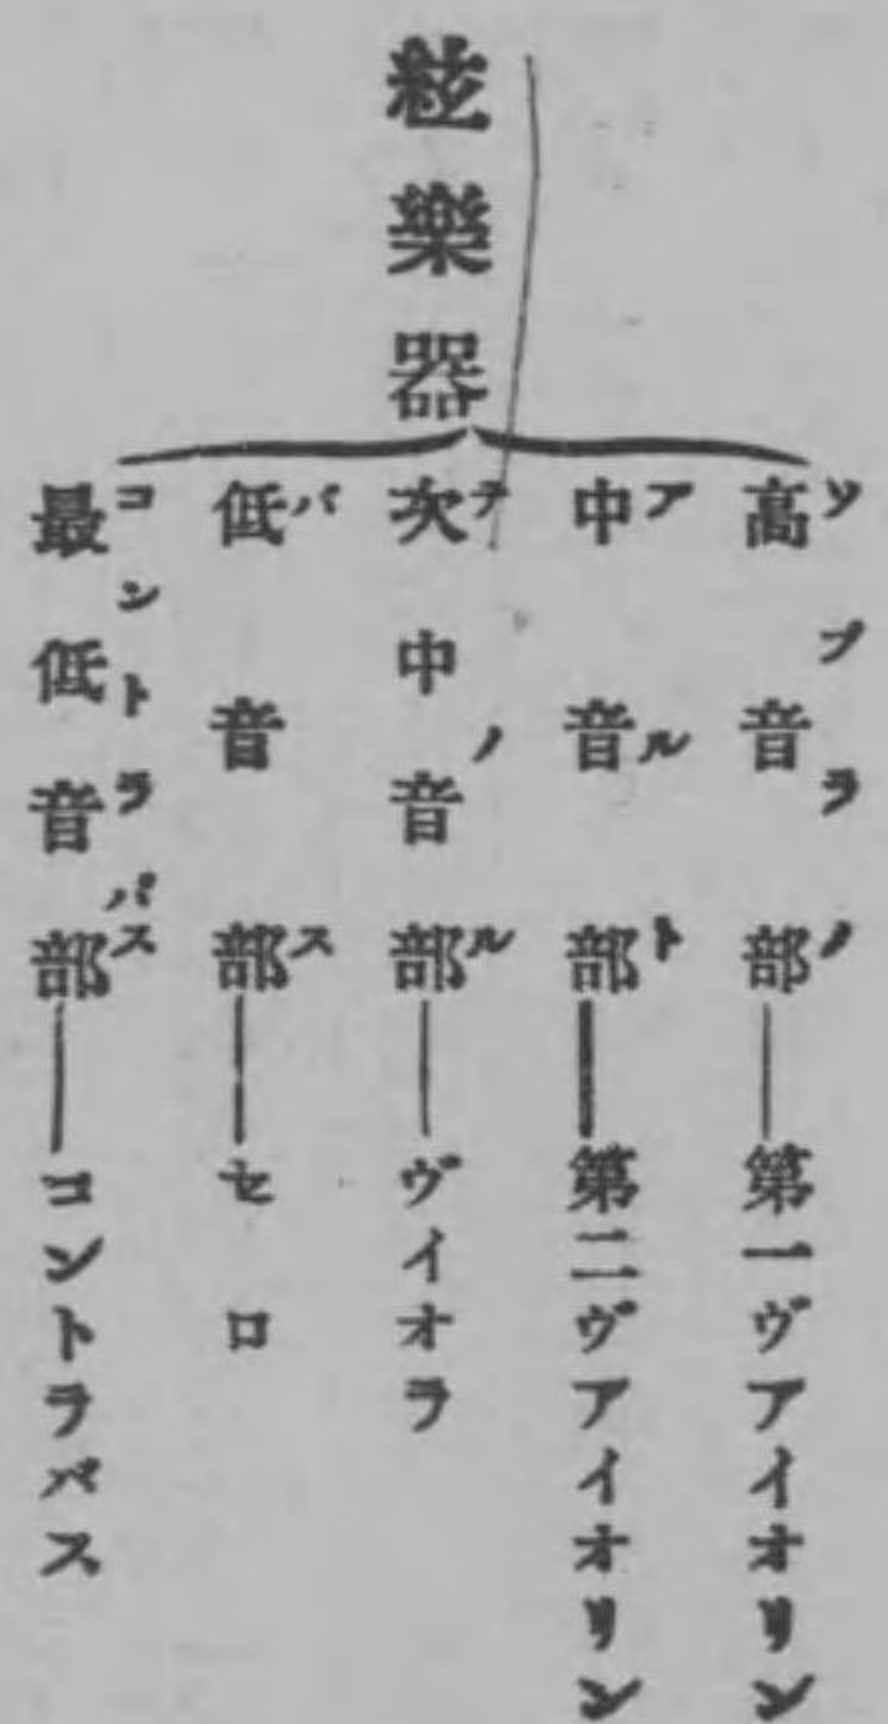 絃樂器
高音部 ソプラノ
第一ヴアイオリン
中音部 アルト
第二ヴアイオリン
次中音部 テノル
ヴイオラ
低音部 バス
セロ
最低音部 コントラバス
コントラバス